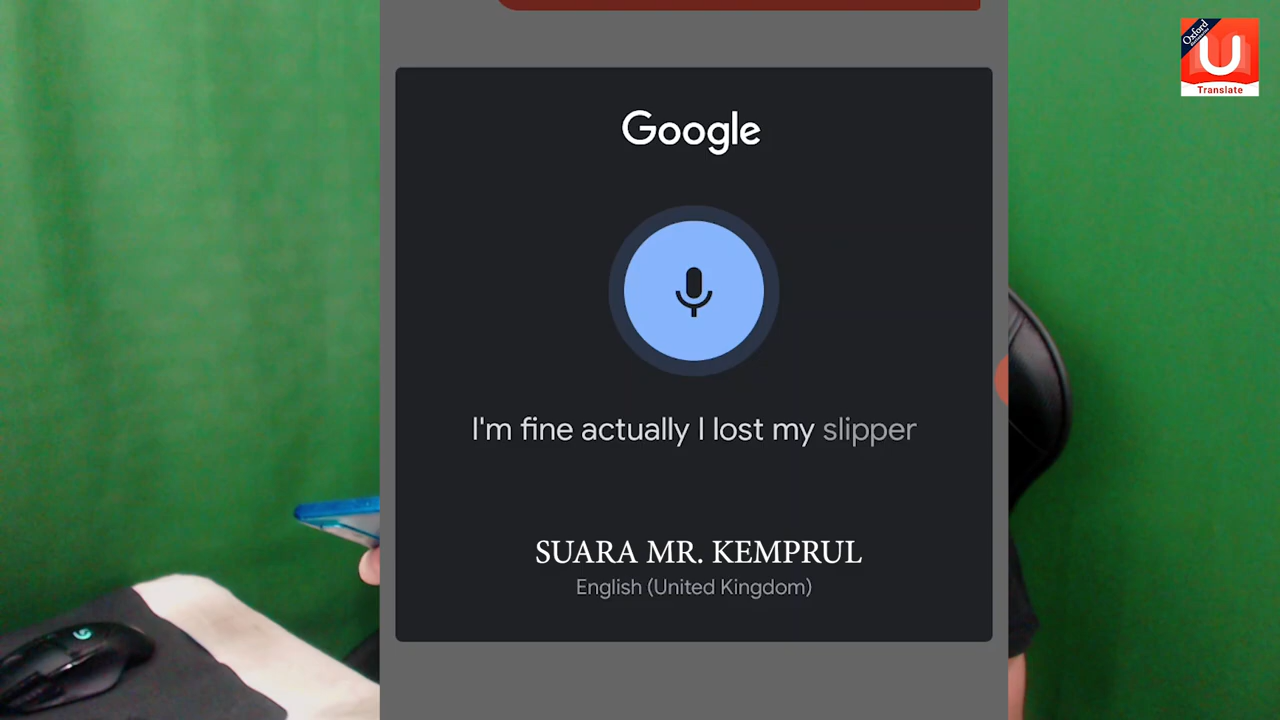 Oxford
U
Translate
Google
I'm fine actually I lost my slipper
SUARA MR. KEMPRUL
English (United Kingdom)